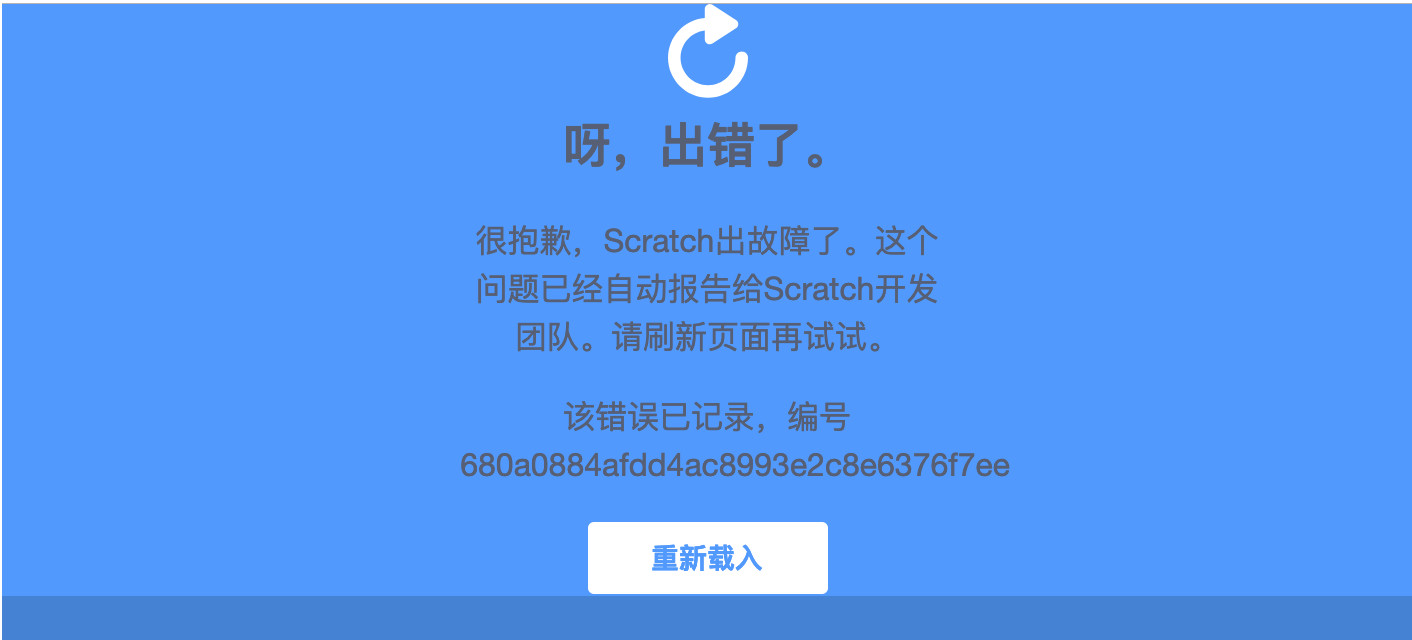 呀，出错了。
很抱歉，Scratch出故障了。这个
问题已经自动报告给Scratch开发
团队。请刷新页面再试试。
该错误已记录，编号
680a0884afdd4ac8993e2c8e6376f7ee
重新载入